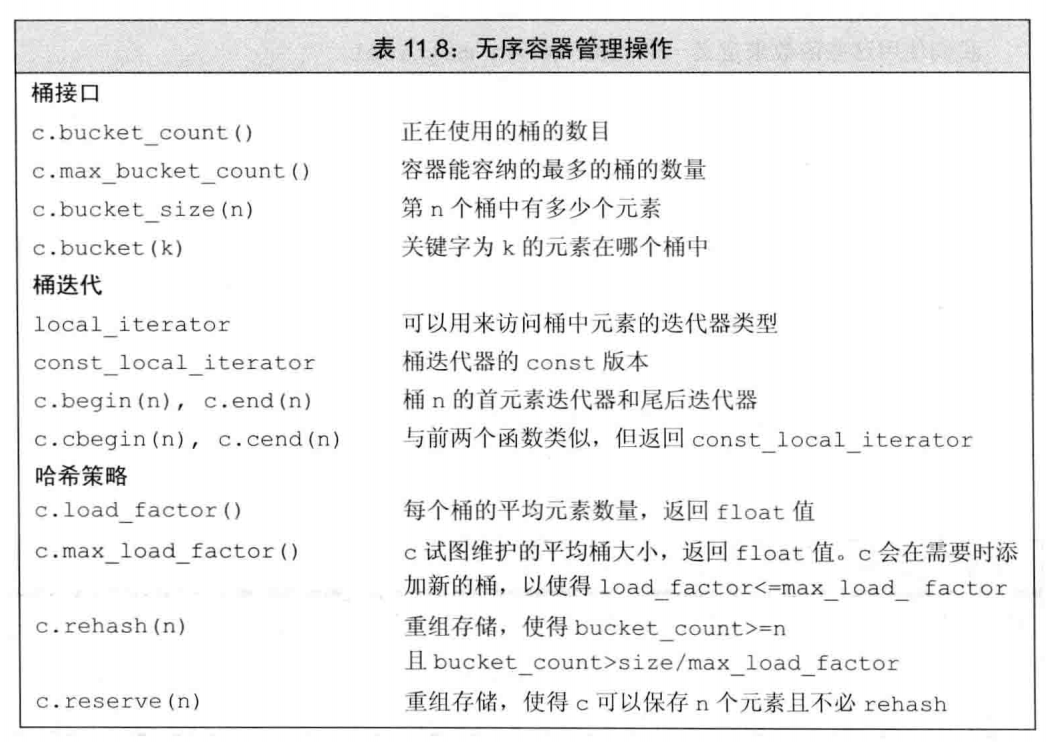 表 11.8：无序容器管理操作
桶接口
c.bucket_count() 正在使用的桶的数目
c.max_bucket_count() 容器能容纳的最多的桶的数量
c.bucket_size(n) 第 n 个桶中有多少个元素
c.bucket(k) 关键字为 k 的元素在哪个桶中
桶迭代
local_iterator 可以用来访问桶中元素的迭代器类型
const_local_iterator 桶迭代器的 const 版本
c.begin(n), c.end(n) 桶 n 的首元素迭代器和尾后迭代器
c.cbegin(n), c.cend(n) 与前两个函数类似，但返回 const_local_iterator
哈希策略
c.load_factor() 每个桶的平均元素数量，返回 float 值
c.max_load_factor() c 试图维护的平均桶大小，返回 float 值。c 会在需要时添
加新的桶，以使得 load_factor<=max_load_ factor
c.rehash(n) 重组存储，使得 bucket_count>=n
且 bucket_count>size/max_load_factor
c.reserve(n) 重组存储，使得 c 可以保存 n 个元素且不必 rehash